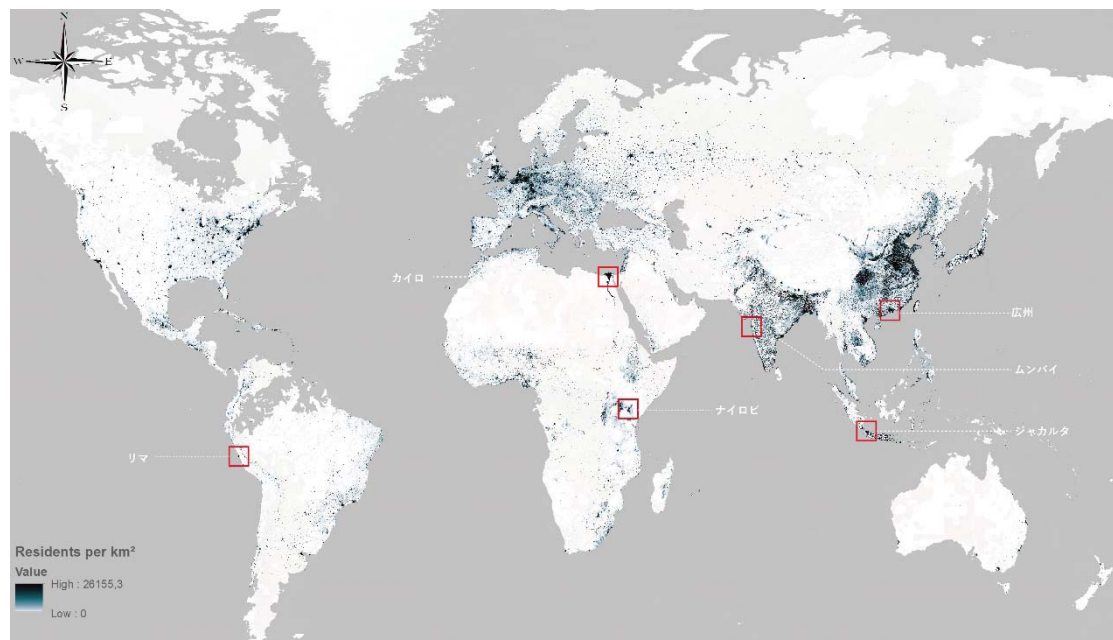 N
W E
S
カイロ
広州
ムンバイ
ナイロビ
ジャカルタ
リマ
Residents per km²
Value
High : 26155,3
Low : 0